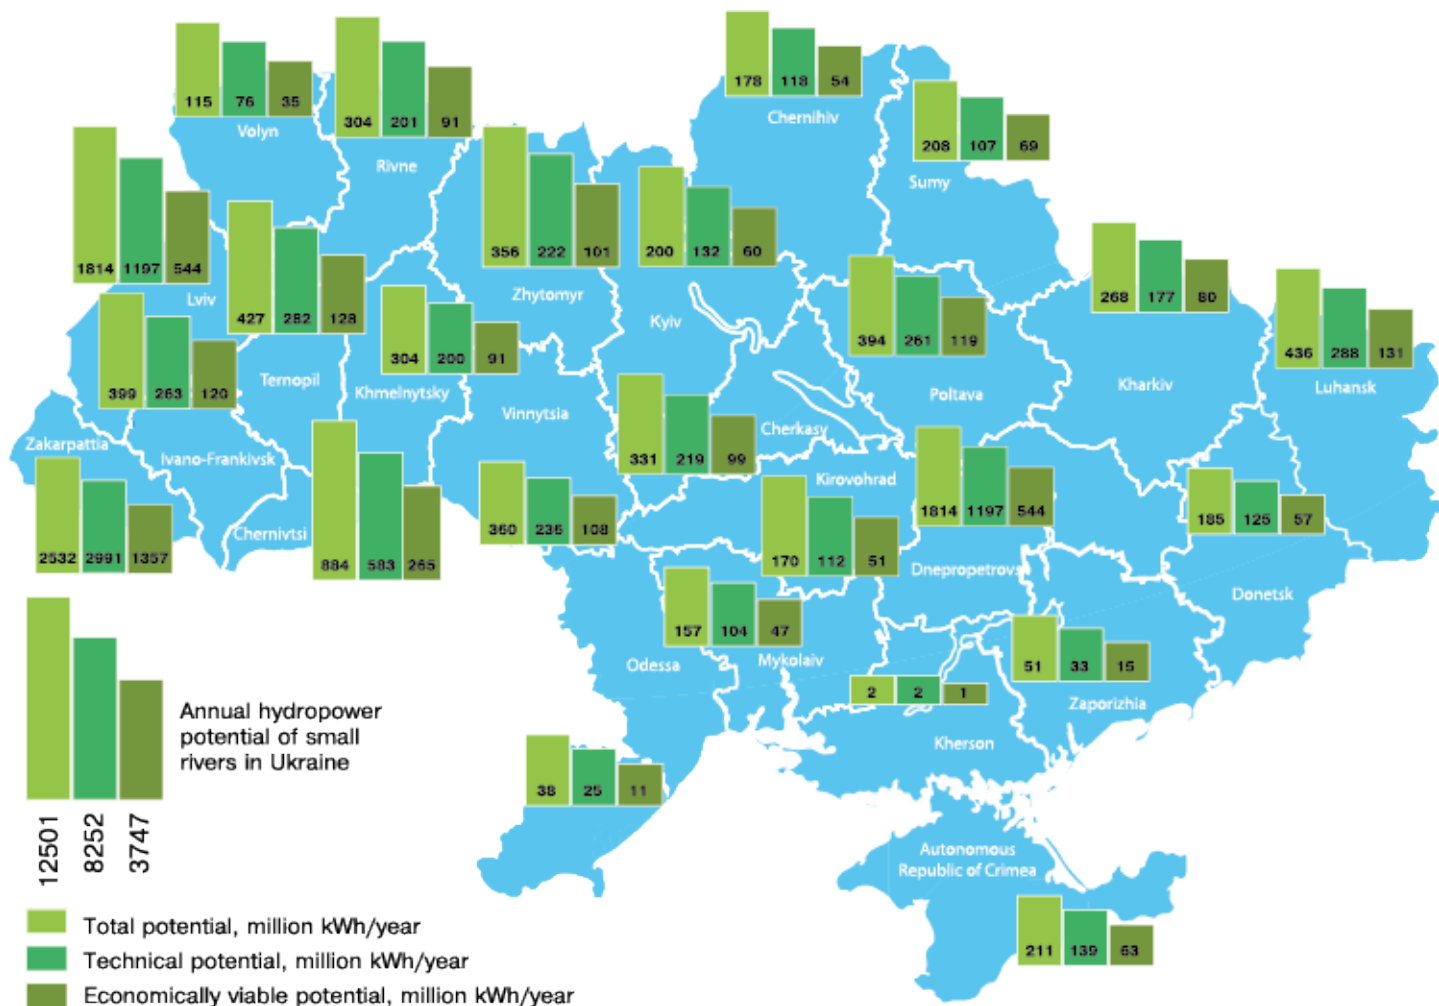 178 118 54
Chernihiv
115 76 35
Volyn
304 201 91
Rivne
208 107 69
Sumy
1814 1197 544
Lviv
427 282 128
Ternopil
356 222 101
Zhytomyr
200 132 60
Kyiv
268 177 80
Kharkiv
394 261 119
Poltava
436 288 131
Luhansk
304 200 91
Khmelnytsky
399 263 120
Ivano-Frankivsk
Vinnytsia
360 236 108
331 219 99
Cherkasy
Zakarpattia
2532 2991 1357
Chernivtsi
884 583 265
Kirovohrad
170 112 51
1814 1197 544
Dnepropetrovs
185 125 57
Donetsk
157 104 47
Mykolaiv
Odessa
38 25 11
51 33 15
Zaporizhia
2 2 1
Kherson
Autonomous
Republic of Crimea
211 139 63
Annual hydropower
potential of small
rivers in Ukraine
12501
8252
3747
Total potential, million kWh/year
Technical potential, million kWh/year
Economically viable potential, million kWh/year